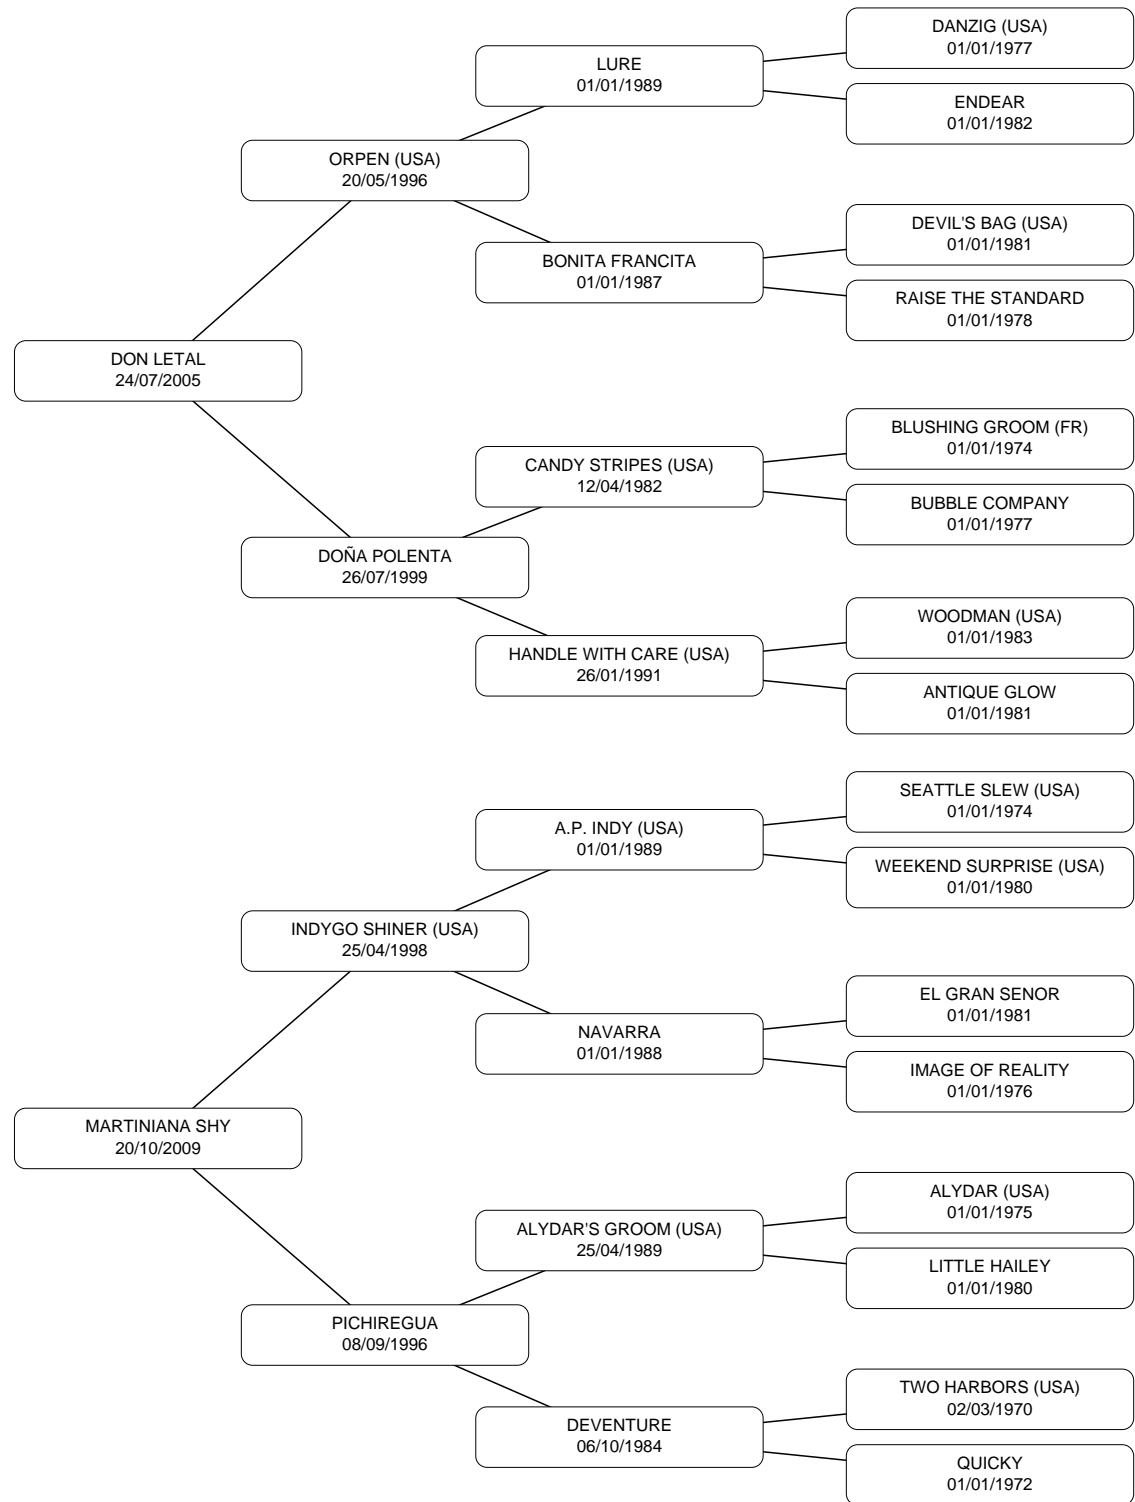 DANZIG (USA)
01/01/1977
LURE
01/01/1989
ENDEAR
01/01/1982
ORPEN (USA)
20/05/1996
DEVIL'S BAG (USA)
01/01/1981
BONITA FRANCITA
01/01/1987
RAISE THE STANDARD
01/01/1978
DON LETAL
24/07/2005
BLUSHING GROOM (FR)
01/01/1974
CANDY STRIPES (USA)
12/04/1982
BUBBLE COMPANY
01/01/1977
DOÑA POLENTA
26/07/1999
WOODMAN (USA)
01/01/1983
HANDLE WITH CARE (USA)
26/01/1991
ANTIQUE GLOW
01/01/1981
SEATTLE SLEW (USA)
01/01/1974
A.P. INDY (USA)
01/01/1989
WEEKEND SURPRISE (USA)
01/01/1980
INDYGO SHINER (USA)
25/04/1998
EL GRAN SENOR
01/01/1981
NAVARRA
01/01/1988
IMAGE OF REALITY
01/01/1976
MARTINIANA SHY
20/10/2009
ALYDAR (USA)
01/01/1975
ALYDAR'S GROOM (USA)
25/04/1989
LITTLE HAILEY
01/01/1980
PICHIREGUA
08/09/1996
TWO HARBORS (USA)
02/03/1970
DEVENTURE
06/10/1984
QUICKY
01/01/1972